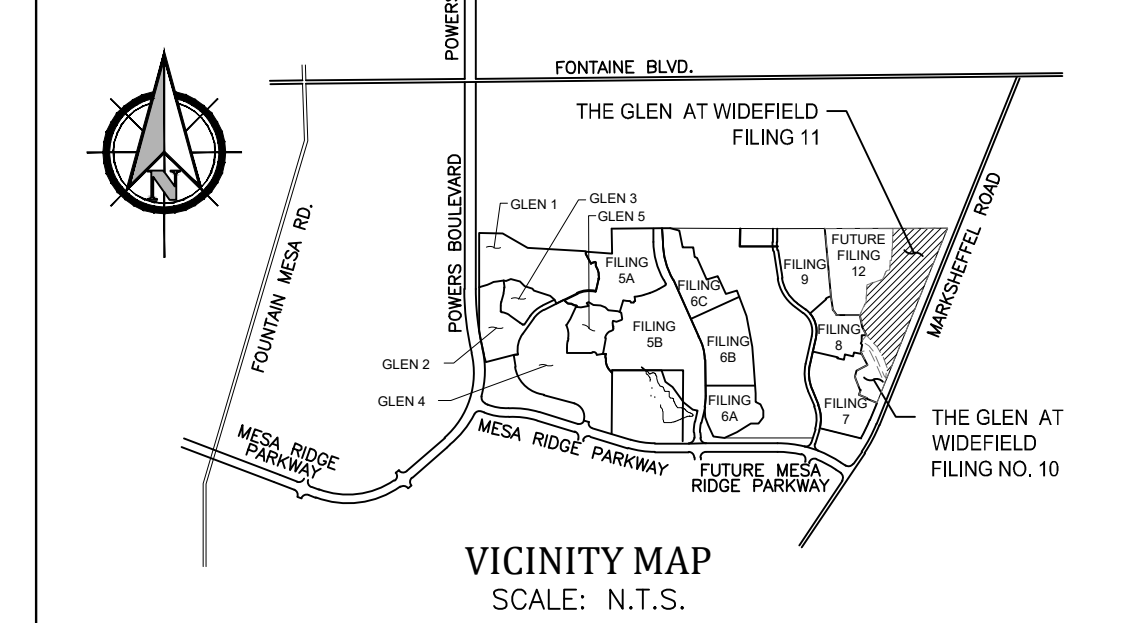 POWERS
FONTAINE BLVD.
THE GLEN AT WIDEFIELD
FILING 11
N
FOUNTAIN MESA RD.
POWERS BOULEVARD
MARKSHEFFEL ROAD
GLEN 1
GLEN 3
GLEN 5
FILING
5A
FILING
6C
FILING
9
FUTURE
FILING
12
GLEN 2
FILING
5B
FILING
6B
FILING
8
GLEN 4
FILING
6A
FILING
7
THE GLEN AT
WIDEFIELD
FILING NO. 10
MESA RIDGE
PARKWAY
MESA RIDGE PARKWAY
FUTURE MESA
RIDGE PARKWAY
VICINITY MAP
SCALE: N.T.S.